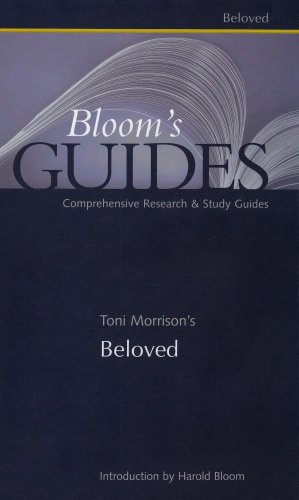 Beloved
Bloom's
GUIDES
Comprehensive Research & Study Guides
Toni Morrison's
Beloved
Introduction by Harold Bloom